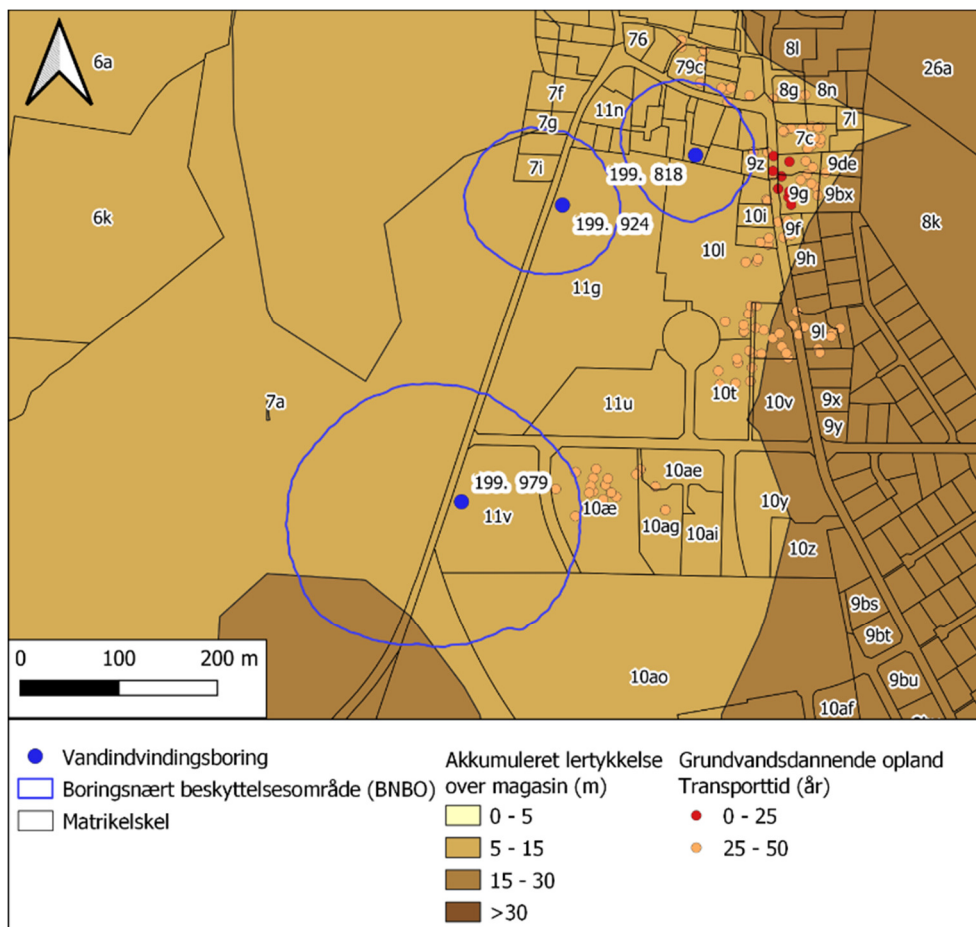 76
8l
6a
79c
26a
7f
8g
8n
11n
7l
7g
7c
7i
9z
9de
199. 818
9g
9bx
6k
10i
199. 924
9f
8k
10l
9h
11g
9l
7a
11u
10t
10v
9x
9y
10ae
199. 979
10æ
10y
11v
10ag
10ai
10z
9bs
9bt
0
100
200 m
10ao
9bu
10af
Vandindvindingsboring
Boringsnært beskyttelsesområde (BNBO)
Matrikelskel
Akkumuleret lertykkelse
over magasin (m)
0 - 5
5 - 15
15 - 30
>30
Grundvandsdannende opland
Transporttid (år)
0 - 25
25 - 50